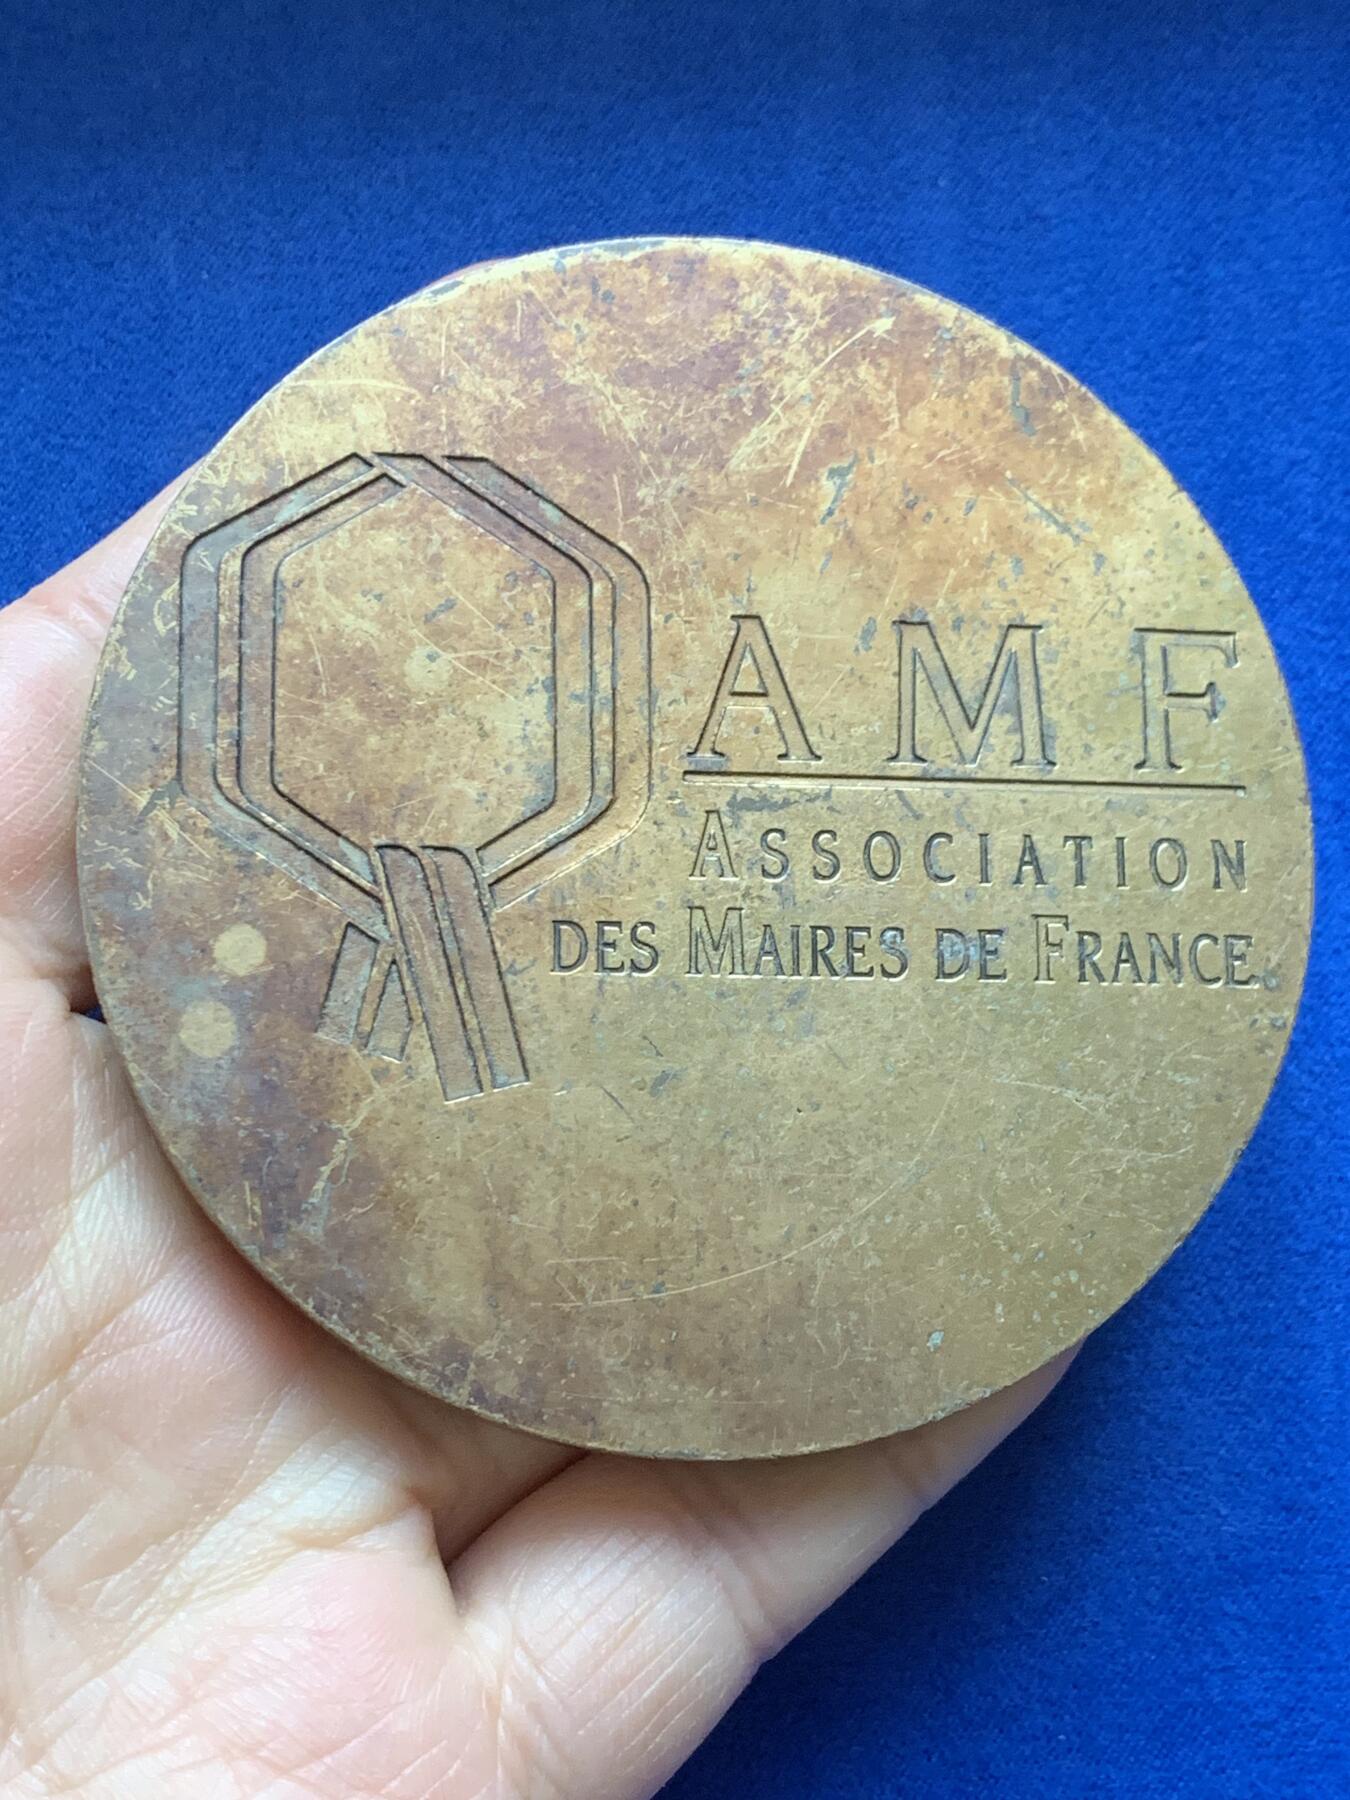 AMF
ASSOCIATION
DES MAIRES DE FRANCE